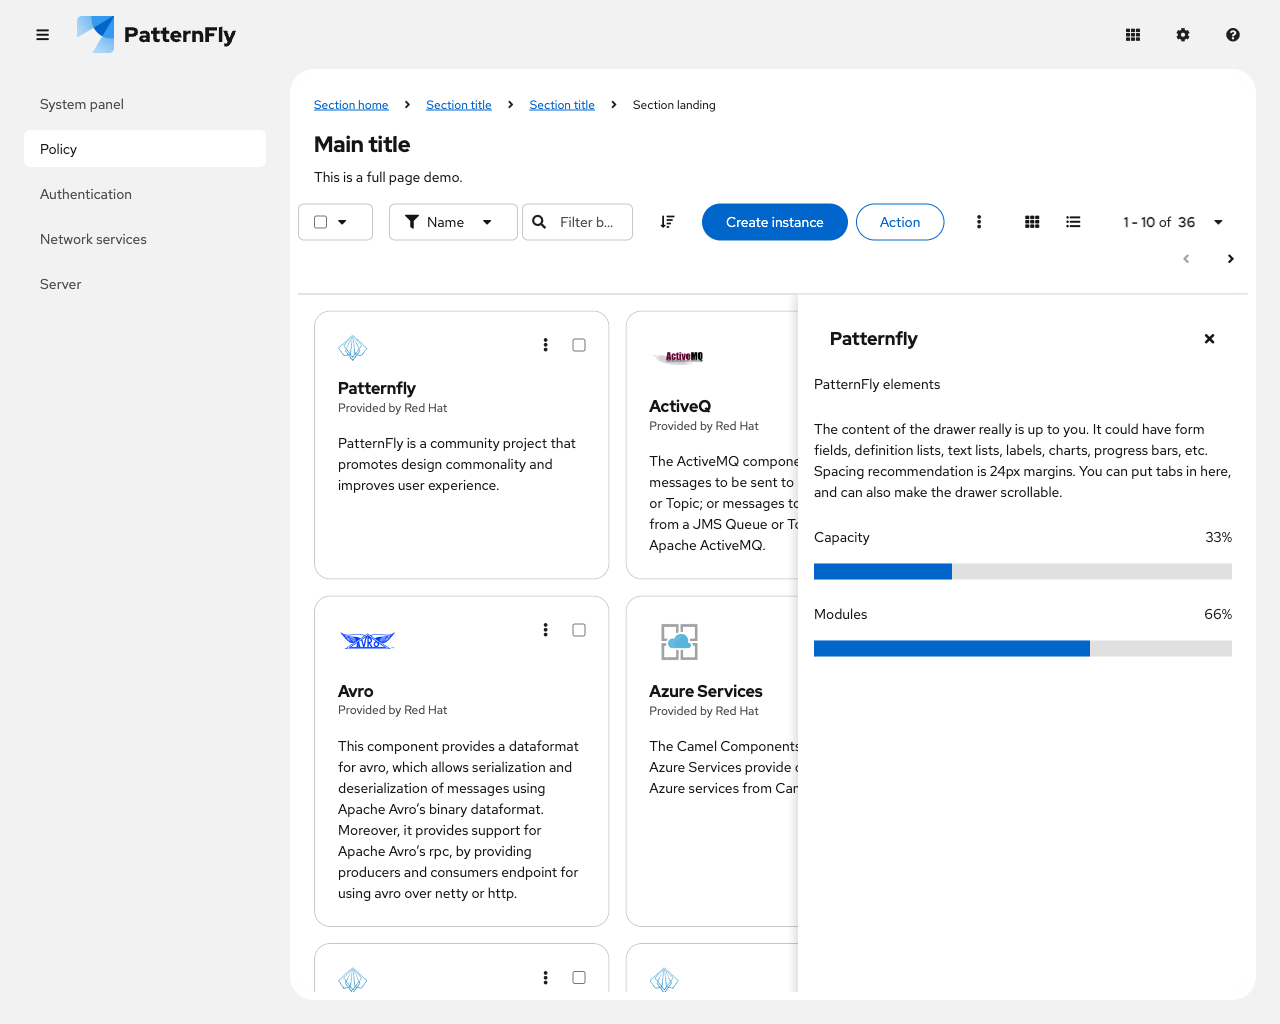 PatternFly
System panel
Policy
Authentication
Network services
Server
Section home
Section title
Section title
Section landing
Main title
This is a full page demo.
Name
Filter b...
Create instance
Action
1 - 10 of 36
Patternfly
Provided by Red Hat
PatternFly is a community project that
promotes design commonality and
improves user experience.
ActiveMQ
ActiveQ
Provided by Red Hat
The ActiveMQ compone
messages to be sent to
or Topic; or messages to
from a JMS Queue or To
Apache ActiveMQ.
AVRO
Avro
Provided by Red Hat
This component provides a dataformat
for avro, which allows serialization and
deserialization of messages using
Apache Avro's binary dataformat.
Moreover, it provides support for
Apache Avro's rpc, by providing
producers and consumers endpoint for
using avro over netty or http.
Azure Services
Provided by Red Hat
The Camel Components
Azure Services provide
Azure services from Cam
Patternfly
PatternFly elements
The content of the drawer really is up to you. It could have form
fields, definition lists, text lists, labels, charts, progress bars, etc.
Spacing recommendation is 24px margins. You can put tabs in here,
and can also make the drawer scrollable.
Capacity
33%
Modules
66%